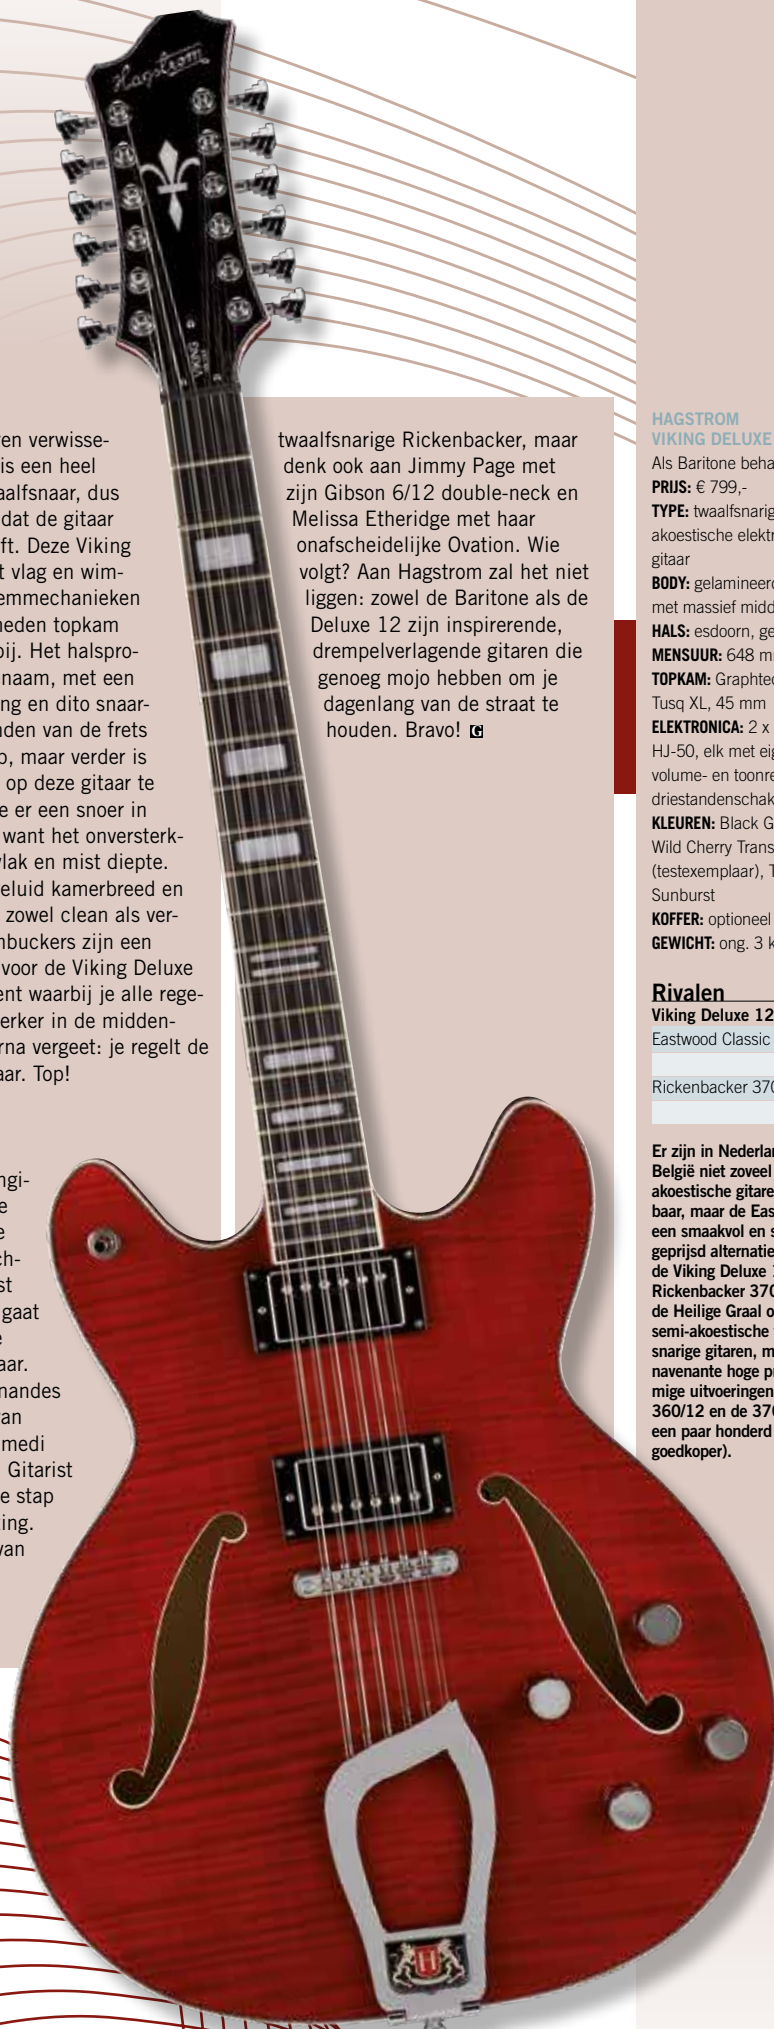 Hagstrom
VIKING
en verwisse-
is een heel
aalfsnaar, dus
dat de gitaar
ft. Deze Viking
t vlag en wim-
emmechanieken
neden topkam
bij. Het halspro-
naam, met een
ng en dito snaar-
nden van de frets
p, maar verder is
op deze gitaar te
e er een snoer in
want het onversterk-
vlak en mist diepte.
eluid kamerbreed en
zowel clean als ver-
nbuckers zijn een
voor de Viking Deluxe
ent waarbij je alle rege-
erker in de midden-
rna vergeet: je regelt de
aar. Top!
ngi-
e
e
ch-
st
gaat
e
aar.
nandes
an
medi
Gitarist
e stap
ing.
van
twaalfsnarige Rickenbacker, maar
denk ook aan Jimmy Page met
zijn Gibson 6/12 double-neck en
Melissa Etheridge met haar
onafscheidelijke Ovation. Wie
volgt? Aan Hagstrom zal het niet
liggen: zowel de Baritone als de
Deluxe 12 zijn inspirerende,
drempelverlagende gitaren die
genoeg mojo hebben om je
dagenlang van de straat te
houden. Bravo! G
HAGSTROM
VIKING DELUXE
Als Baritone beha
PRIJS: € 799,-
TYPE: twaalfsnarig
akoestische elektr
gitaar
BODY: gelamineerd
met massief midd
HALS: esdoorn, ge
MENSUUR: 648 m
TOPKAM: Graphtec
Tusq XL, 45 mm
ELEKTRONICA: 2 x
HJ-50, elk met eig
volume- en toonre
driestandenschak
KLEUREN: Black G
Wild Cherry Trans
(testexemplaar), T
Sunburst
KOFFER: optioneel
GEWICHT: ong. 3 k
Rivalen
Viking Deluxe 12
Eastwood Classic
Rickenbacker 370
Er zijn in Nederlan
België niet zoveel
akoestische gitare
baar, maar de Eas
een smaakvol en s
geprijsd alternatie
de Viking Deluxe 1
Rickenbacker 370
de Heilige Graal o
semi-akoestische
snarige gitaren, m
navenante hoge pr
mige uitvoeringen
360/12 en de 370
een paar honderd
goedkoper).
H